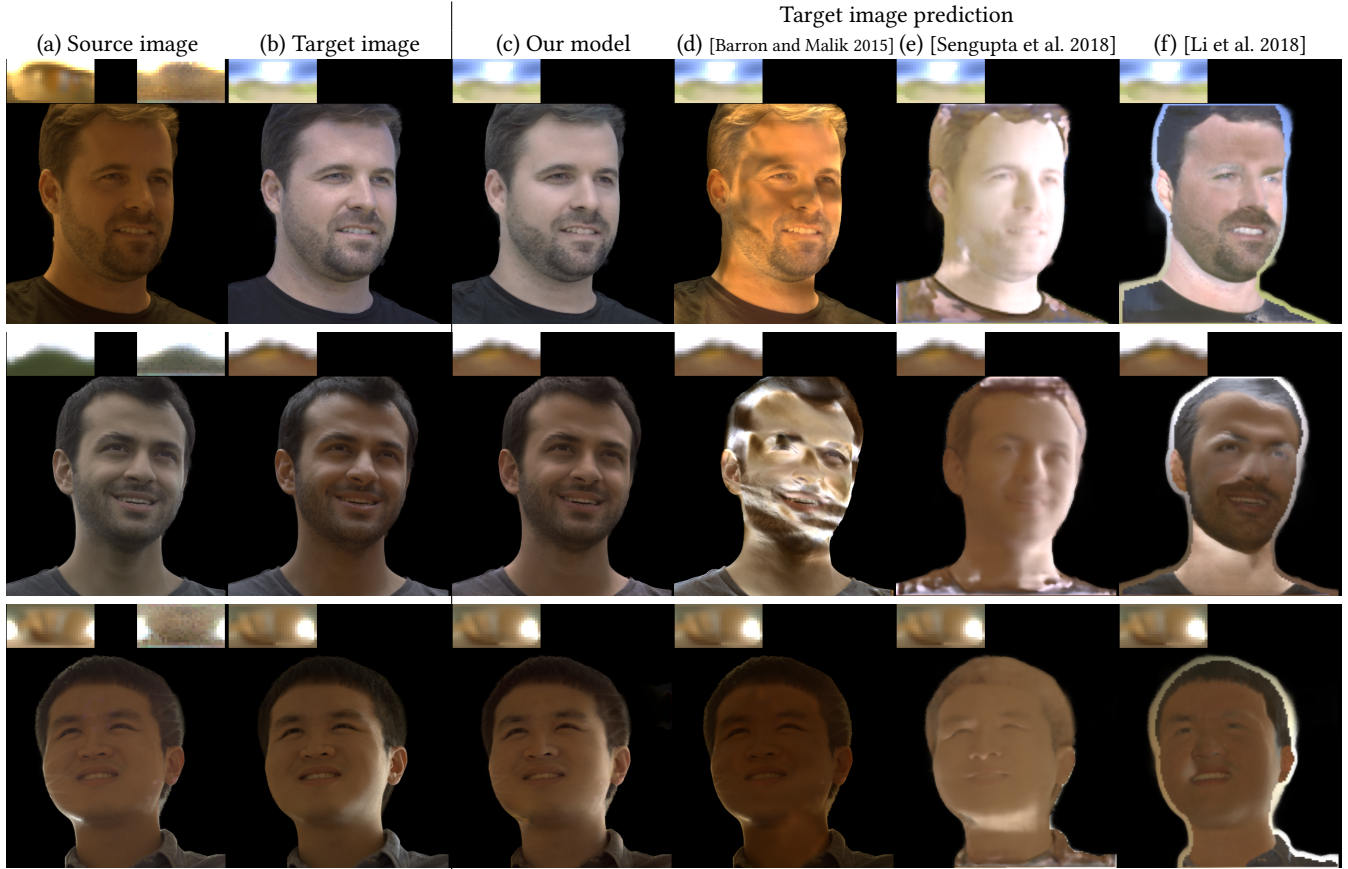 Target image prediction
(a) Source image (b) Target image (c) Our model (d) [Barron and Malik 2015] (e) [Sengupta et al. 2018] (f) [Li et al. 2018]